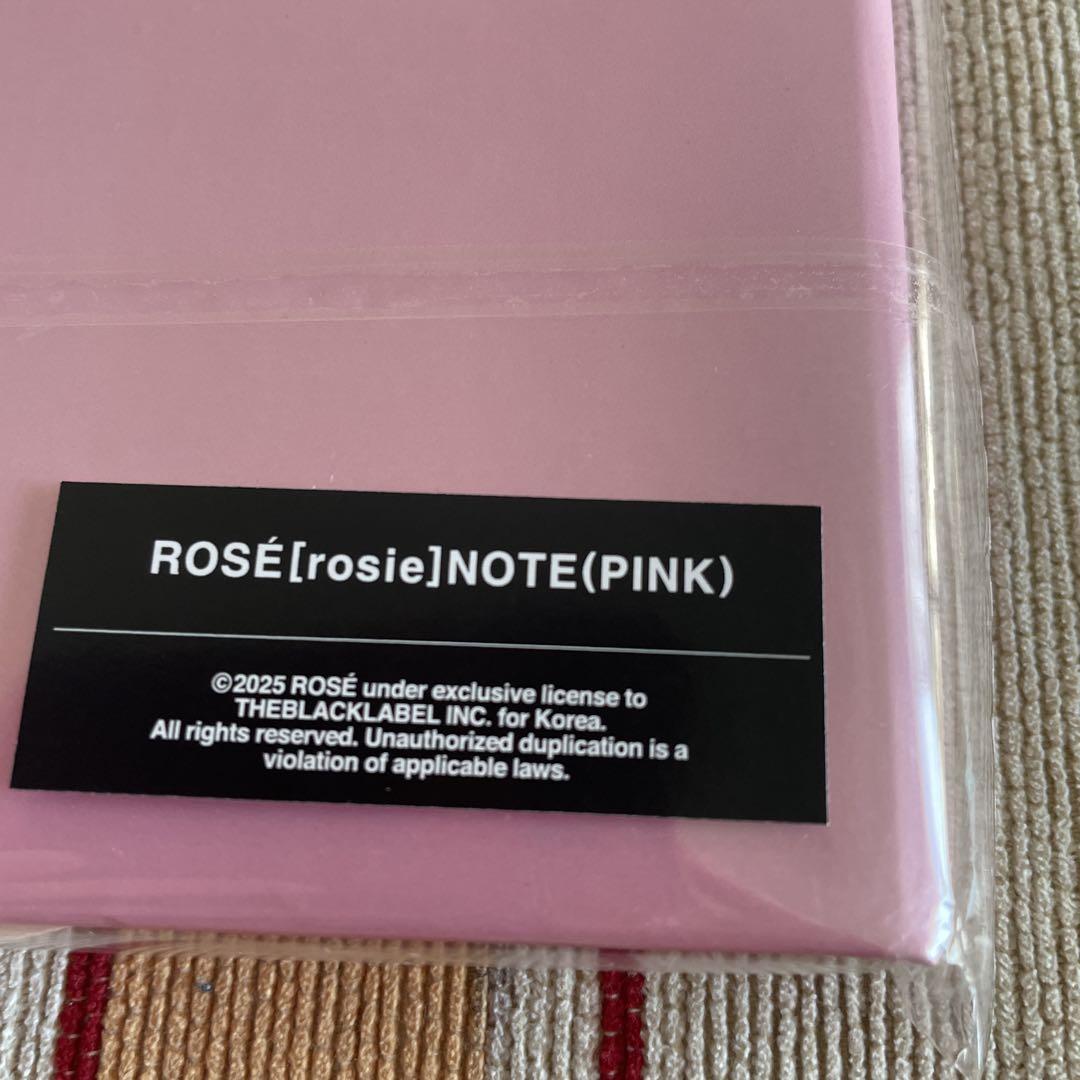 ROSÉ[rosie]NOTE(PINK)
©2025 ROSÉ under exclusive license to
THEBLACKLABEL INC. for Korea.
All rights reserved. Unauthorized duplication is a
violation of applicable laws.